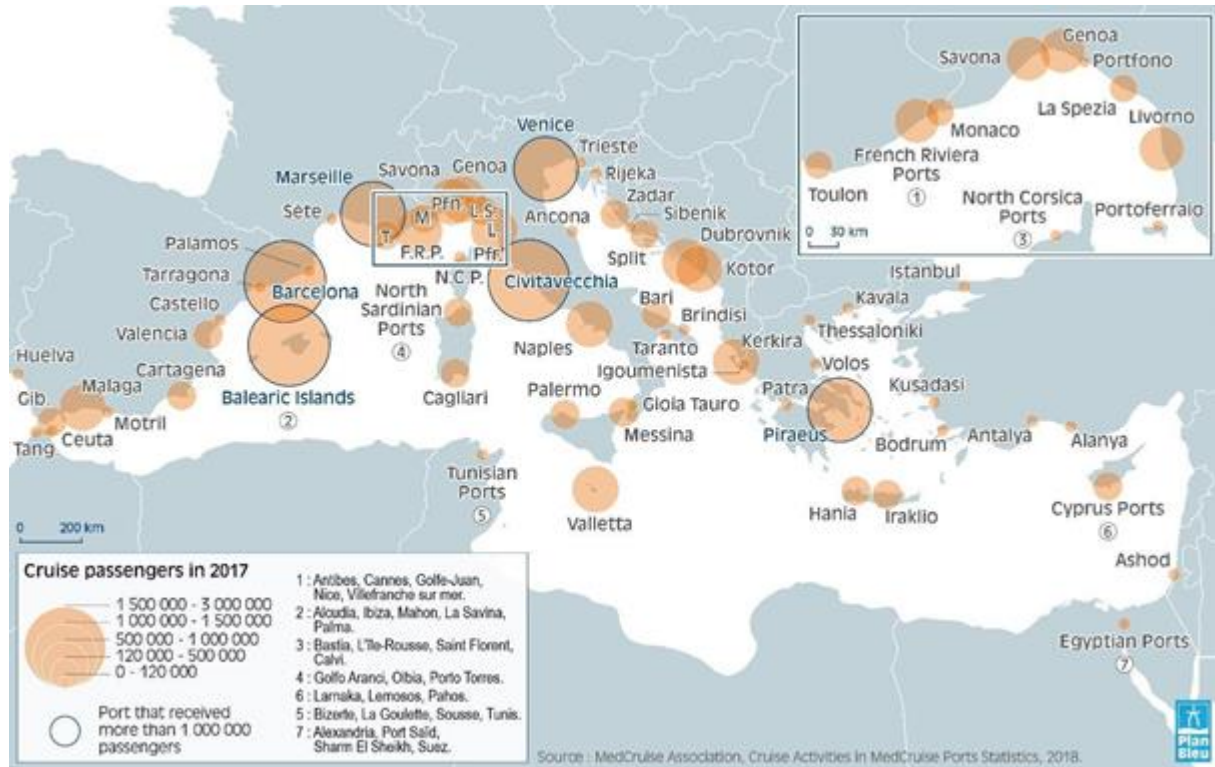 Genoa
Savona
Portfono
La Spezia
Livorno
Monaco
French Riviera
Ports
①
Toulon
North Corsica
Ports
③
Portoferraio
0 30 km
Venice
Trieste
Rijeka
Savona
Genoa
Marseille
Zadar
Sibenik
Sète
Pfn.
M.
L.S.
L.
T.
Ancona
Dubrovnik
F.R.P.
Pfr.
Split
Kotor
Palamos
Tarragona
N.C.P.
Civitavecchia
Istanbul
Barcelona
North
Sardinian
Ports
④
Castello
Bari
Kavala
Valencia
Brindisi
Thessaloniki
Naples
Taranto
Kerkira
Huelva
Cartagena
Igoumenista
Volos
Malaga
Balearic Islands
②
Cagliari
Palermo
Patra
Kusadasi
Gib.
Gioia Tauro
Motril
Messina
Piraeus
Bodrum
Antalya
Alanya
Tang.
Ceuta
Tunisian
Ports
⑤
Valletta
Hania
Iraklio
Cyprus Ports
⑥
Ashod
Egyptian Ports
⑦
0 200 km
Cruise passengers in 2017
1 500 000 - 3 000 000
1 000 000 - 1 500 000
500 000 - 1 000 000
120 000 - 500 000
0 - 120 000
Port that received
more than 1 000 000
passengers
1 : Antibes, Cannes, Golfe-Juan,
Nice, Villefranche sur mer.
2 : Aloudia, Ibiza, Mahon, La Savina,
Palma.
3 : Bastia, L'île-Rousse, Saint Florent,
Calvi.
4 : Golfo Aranci, Olbia, Porto Torres.
6 : Larnaka, Lemosos, Pahos.
5 : Bizerte, La Goulette, Sousse, Tunis.
7 : Alexandria, Port Saïd,
Sharm El Sheikh, Suez.
Source : MedCruise Association, Cruise Activities in MedCruise Ports Statistics, 2018.
Plan
Bleu